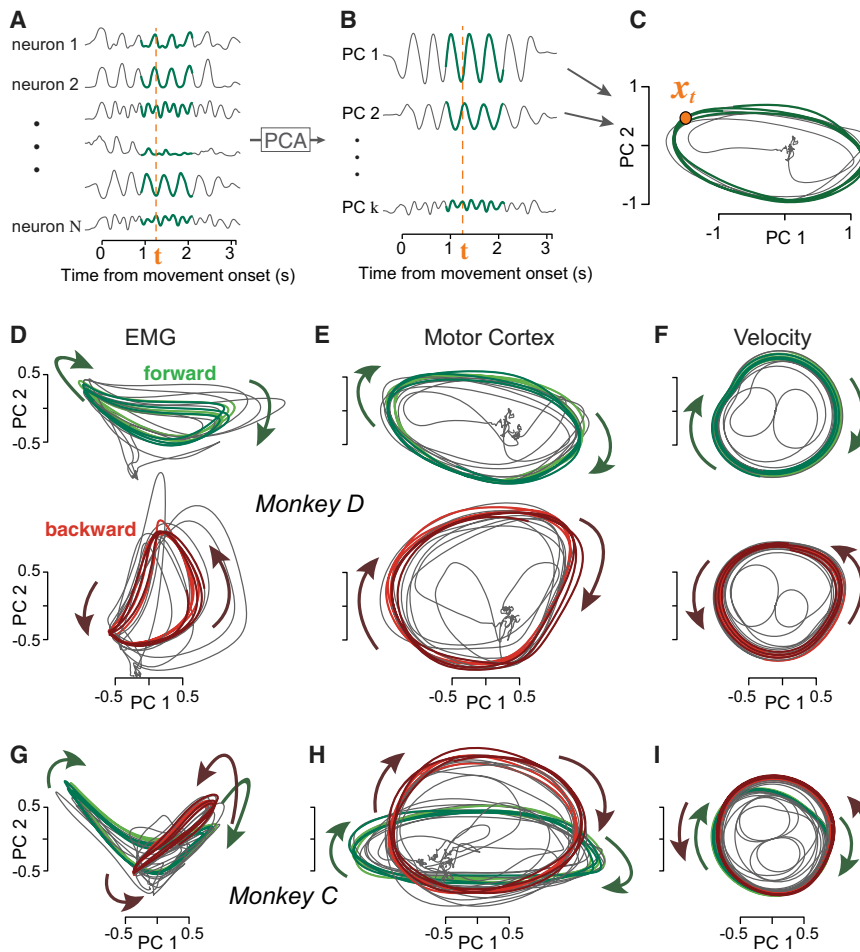 A
neuron 1
neuron 2
neuron N
0 1 2 3
t
Time from movement onset (s)
PCA
B
PC 1
PC 2
PC k
0 1 2 3
t
Time from movement onset (s)
C
1
PC 2
-1
x_t
-1 1
PC 1
D
EMG
0.5
PC 2
-0.5
forward
E
Motor Cortex
F
Velocity
Monkey D
backward
0.5
PC 2
-0.5
-0.5 0.5
PC 1
-0.5 0.5
PC 1
-0.5 0.5
PC 1
G
0.5
PC 2
-0.5
H
I
Monkey C
-0.5 0.5
PC 1
-0.5 0.5
PC 1
-0.5 0.5
PC 1